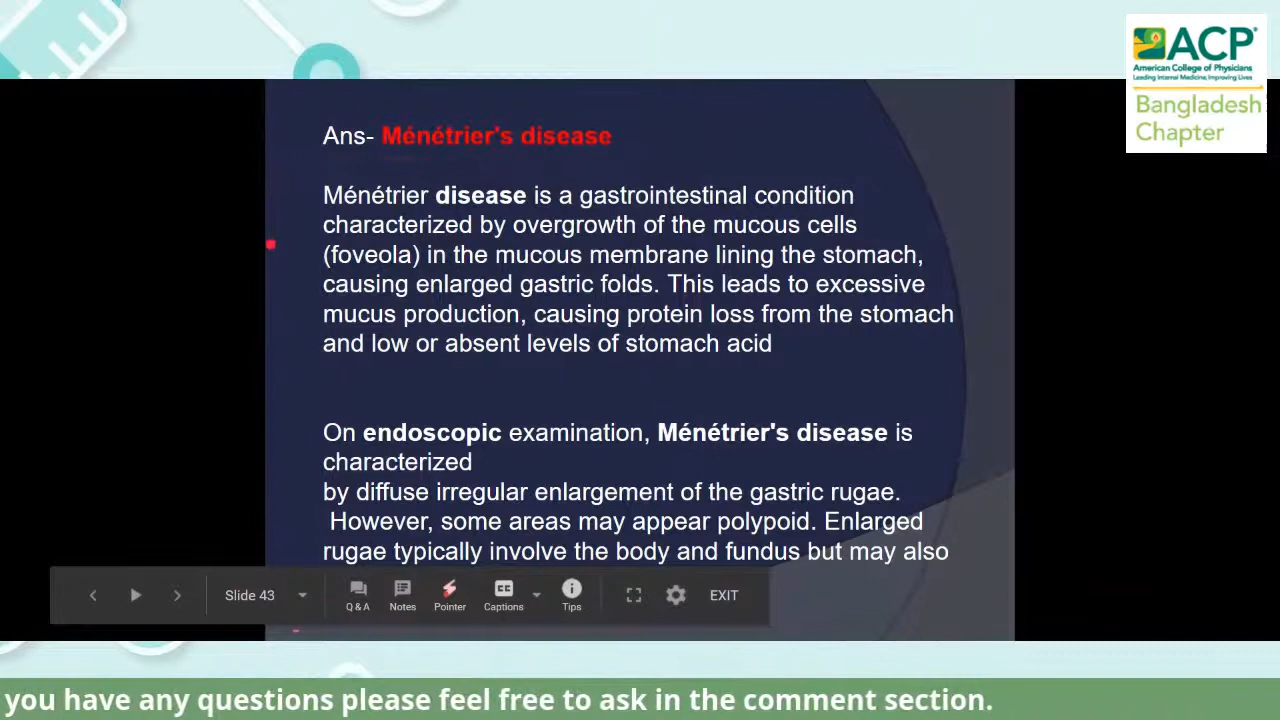 ACP
American College of Physicians
Leading Internal Medicine, Improving Lives
Bangladesh
Chapter
Ans- Ménétrier's disease
Ménétrier disease is a gastrointestinal condition
characterized by overgrowth of the mucous cells
(foveola) in the mucous membrane lining the stomach,
causing enlarged gastric folds. This leads to excessive
mucus production, causing protein loss from the stomach
and low or absent levels of stomach acid
On endoscopic examination, Ménétrier's disease is
characterized
by diffuse irregular enlargement of the gastric rugae.
However, some areas may appear polypoid. Enlarged
rugae typically involve the body and fundus but may also
Slide 43
Q & A
Notes
Pointer
CC
Captions
Tips
EXIT
you have any questions please feel free to ask in the comment section.